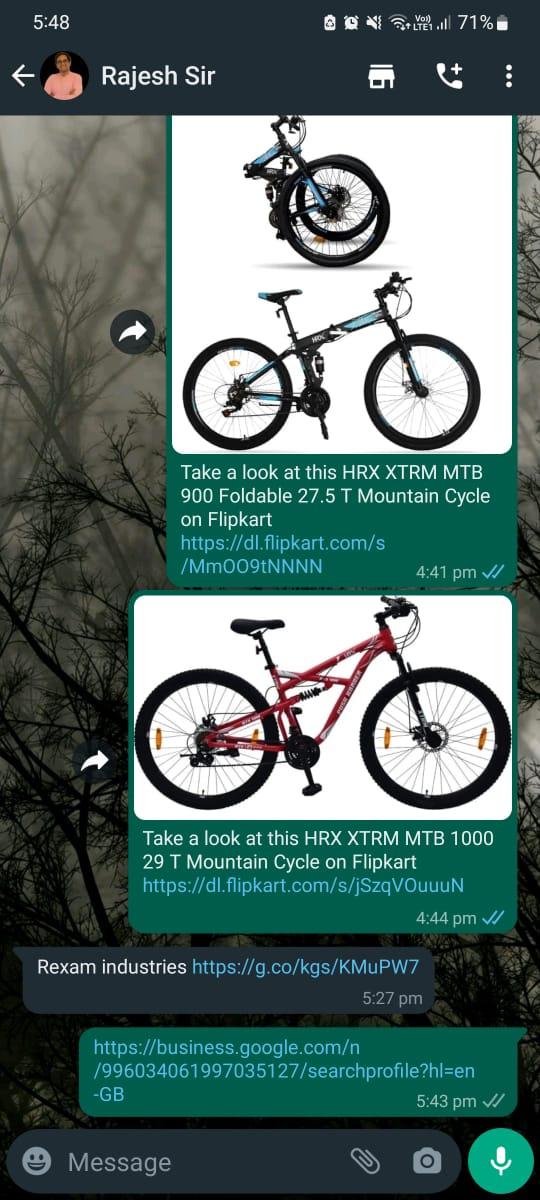 5:48
Vo)) LTE1 71%
Rajesh Sir
HRX
Take a look at this HRX XTRM MTB
900 Foldable 27.5 T Mountain Cycle
on Flipkart
https://dl.flipkart.com/s
/MmOO9tNNNN
4:41 pm
Take a look at this HRX XTRM MTB 1000
29 T Mountain Cycle on Flipkart
https://dl.flipkart.com/s/jSzqVOuuuN
4:44 pm
Rexam industries https://g.co/kgs/KMuPW7
5:27 pm
https://business.google.com/n
/996034061997035127/searchprofile?hl=en
-GB
5:43 pm
Message